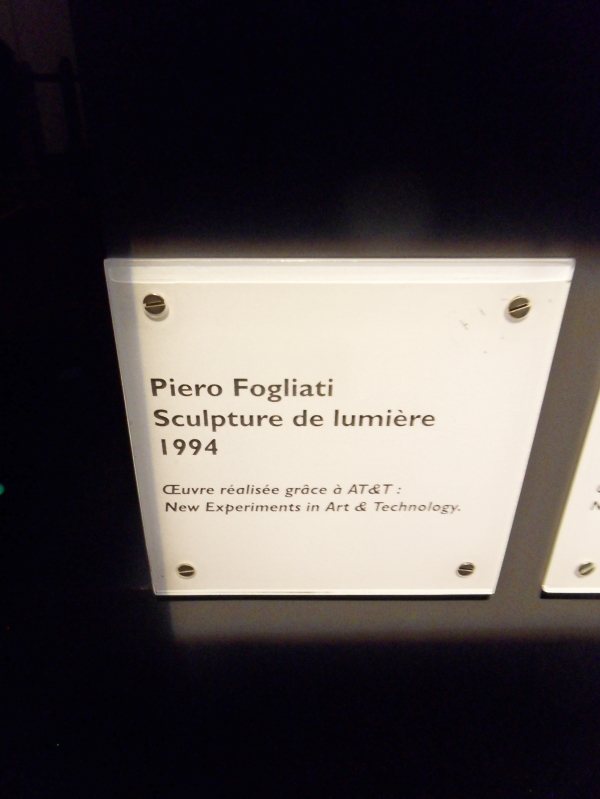 Piero Fogliati
Sculpture de lumière
1994
Œuvre réalisée grâce à AT&T :
New Experiments in Art & Technology.